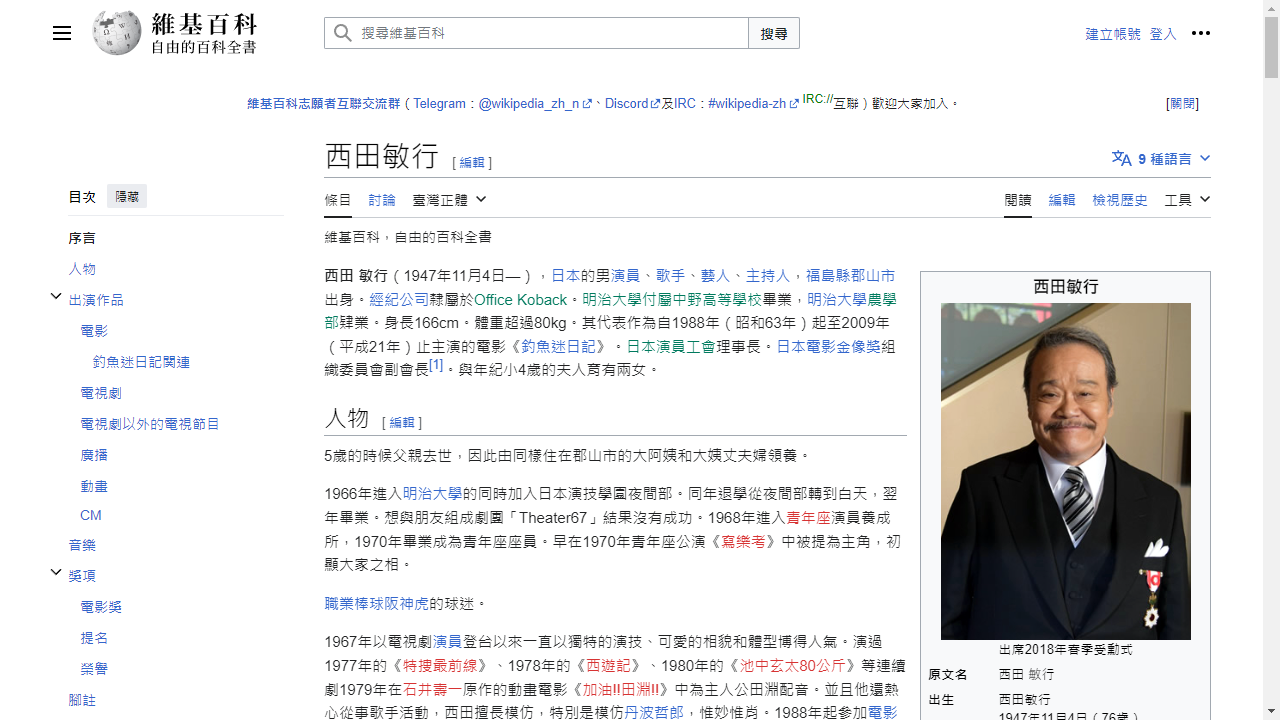 維基百科
自由的百科全書
搜尋維基百科
搜尋
建立帳號 登入
維基百科志願者互聯交流群（Telegram：@wikipedia_zh_n、Discord及IRC：#wikipedia-zh IRC://互聯）歡迎大家加入。
[關閉]
西田敏行 [ 編輯 ]
9 種語言
目次 隱藏
序言
人物
出演作品
電影
釣魚迷日記関連
電視劇
電視劇以外的電視節目
廣播
動畫
CM
音樂
獎項
電影獎
提名
榮譽
腳註
條目 討論 臺灣正體
閱讀 編輯 檢視歷史 工具
維基百科，自由的百科全書
西田 敏行（1947年11月4日—），日本的男演員、歌手、藝人、主持人，福島縣郡山市
出身。經紀公司隸屬於Office Koback。明治大學付屬中野高等學校畢業，明治大學農學
部肄業。身長166cm。體重超過80kg。其代表作為自1988年（昭和63年）起至2009年
（平成21年）止主演的電影《釣魚迷日記》。日本演員工會理事長。日本電影金像獎組
織委員會副會長[1]。與年紀小4歲的夫人育有兩女。
人物 [ 編輯 ]
5歲的時候父親去世，因此由同樣住在郡山市的大阿姨和大姨丈夫婦領養。
1966年進入明治大學的同時加入日本演技學園夜間部。同年退學從夜間部轉到白天，翌
年畢業。想與朋友組成劇團「Theater67」結果沒有成功。1968年進入青年座演員養成
所，1970年畢業成為青年座座員。早在1970年青年座公演《寫樂考》中被提為主角，初
顯大家之相。
職業棒球阪神虎的球迷。
1967年以電視劇演員登台以來一直以獨特的演技、可愛的相貌和體型博得人氣。演過
1977年的《特捜最前線》、1978年的《西遊記》、1980年的《池中玄太80公斤》等連續
劇1979年在石井壽一原作的動畫電影《加油!!田淵!!》中為主人公田淵配音。並且他還熱
心從事歌手活動，西田擅長模仿，特別是模仿丹波哲郎，惟妙惟肖。1988年起參加電影
西田敏行
出席2018年春季受勳式
原文名 西田 敏行
出生 西田敏行
1947年11月4日（76歲）